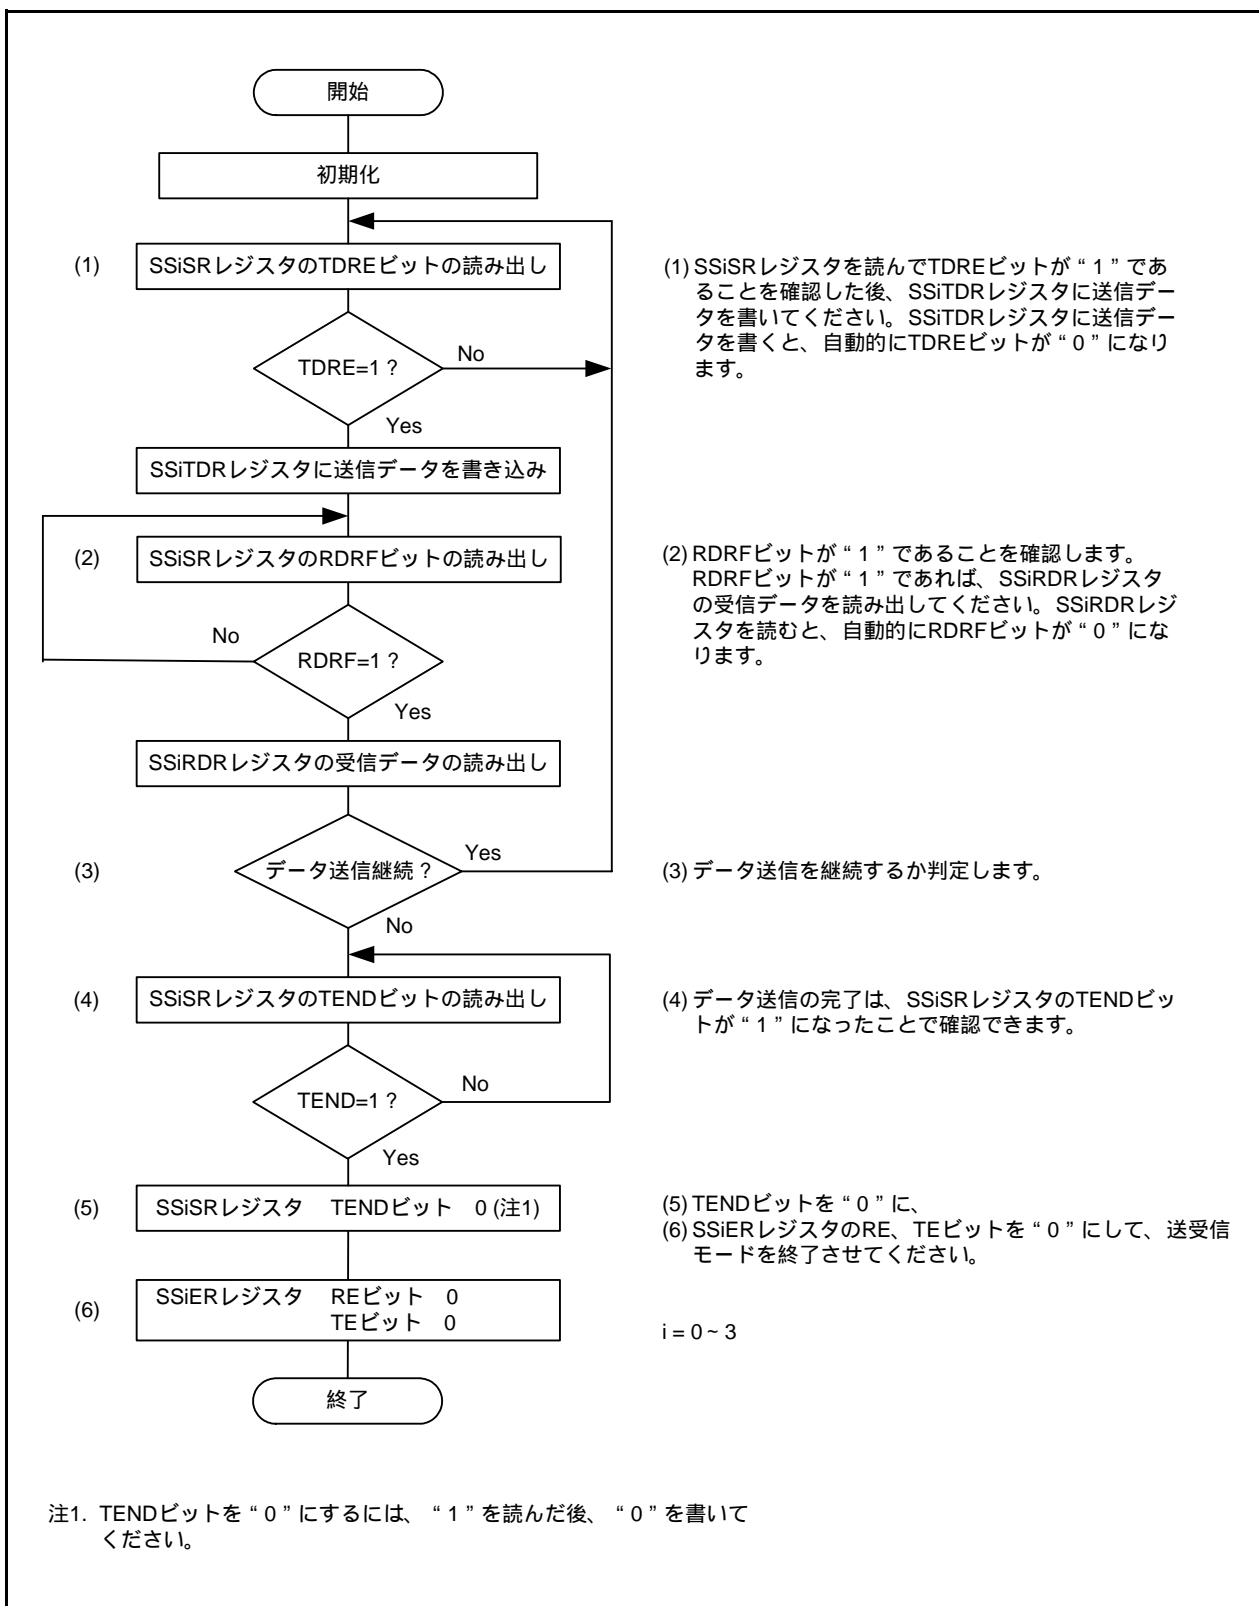 開始
初期化
(1) SSiSRレジスタのTDREビットの読み出し
TDRE=1 ?
No
Yes
SSiTDRレジスタに送信データを書き込み
(2) SSiSRレジスタのRDRFビットの読み出し
No
RDRF=1 ?
Yes
SSiRDRレジスタの受信データの読み出し
(3) データ送信継続 ?
Yes
No
(4) SSiSRレジスタのTENDビットの読み出し
TEND=1 ?
No
Yes
(5) SSiSRレジスタ TENDビット 0 (注1)
(6) SSiERレジスタ REビット 0
TEビット 0
終了
(1) SSiSRレジスタを読んでTDREビットが “ 1 ” であ
ることを確認した後、SSiTDRレジスタに送信デー
タを書いてください。SSiTDRレジスタに送信デー
タを書くと、自動的にTDREビットが “ 0 ” になり
ます。
(2) RDRFビットが “ 1 ” であることを確認します。
RDRFビットが “ 1 ” であれば、SSiRDRレジスタ
の受信データを読み出してください。SSiRDRレジ
スタを読むと、自動的にRDRFビットが “ 0 ” にな
ります。
(3) データ送信を継続するか判定します。
(4) データ送信の完了は、SSiSRレジスタのTENDビッ
トが “ 1 ” になったことで確認できます。
(5) TENDビットを “ 0 ” に、
(6) SSiERレジスタのRE、TEビットを “ 0 ” にして、送受信
モードを終了させてください。
i = 0 ~ 3
注1. TENDビットを “ 0 ” にするには、 “ 1 ” を読んだ後、 “ 0 ” を書いて
ください。